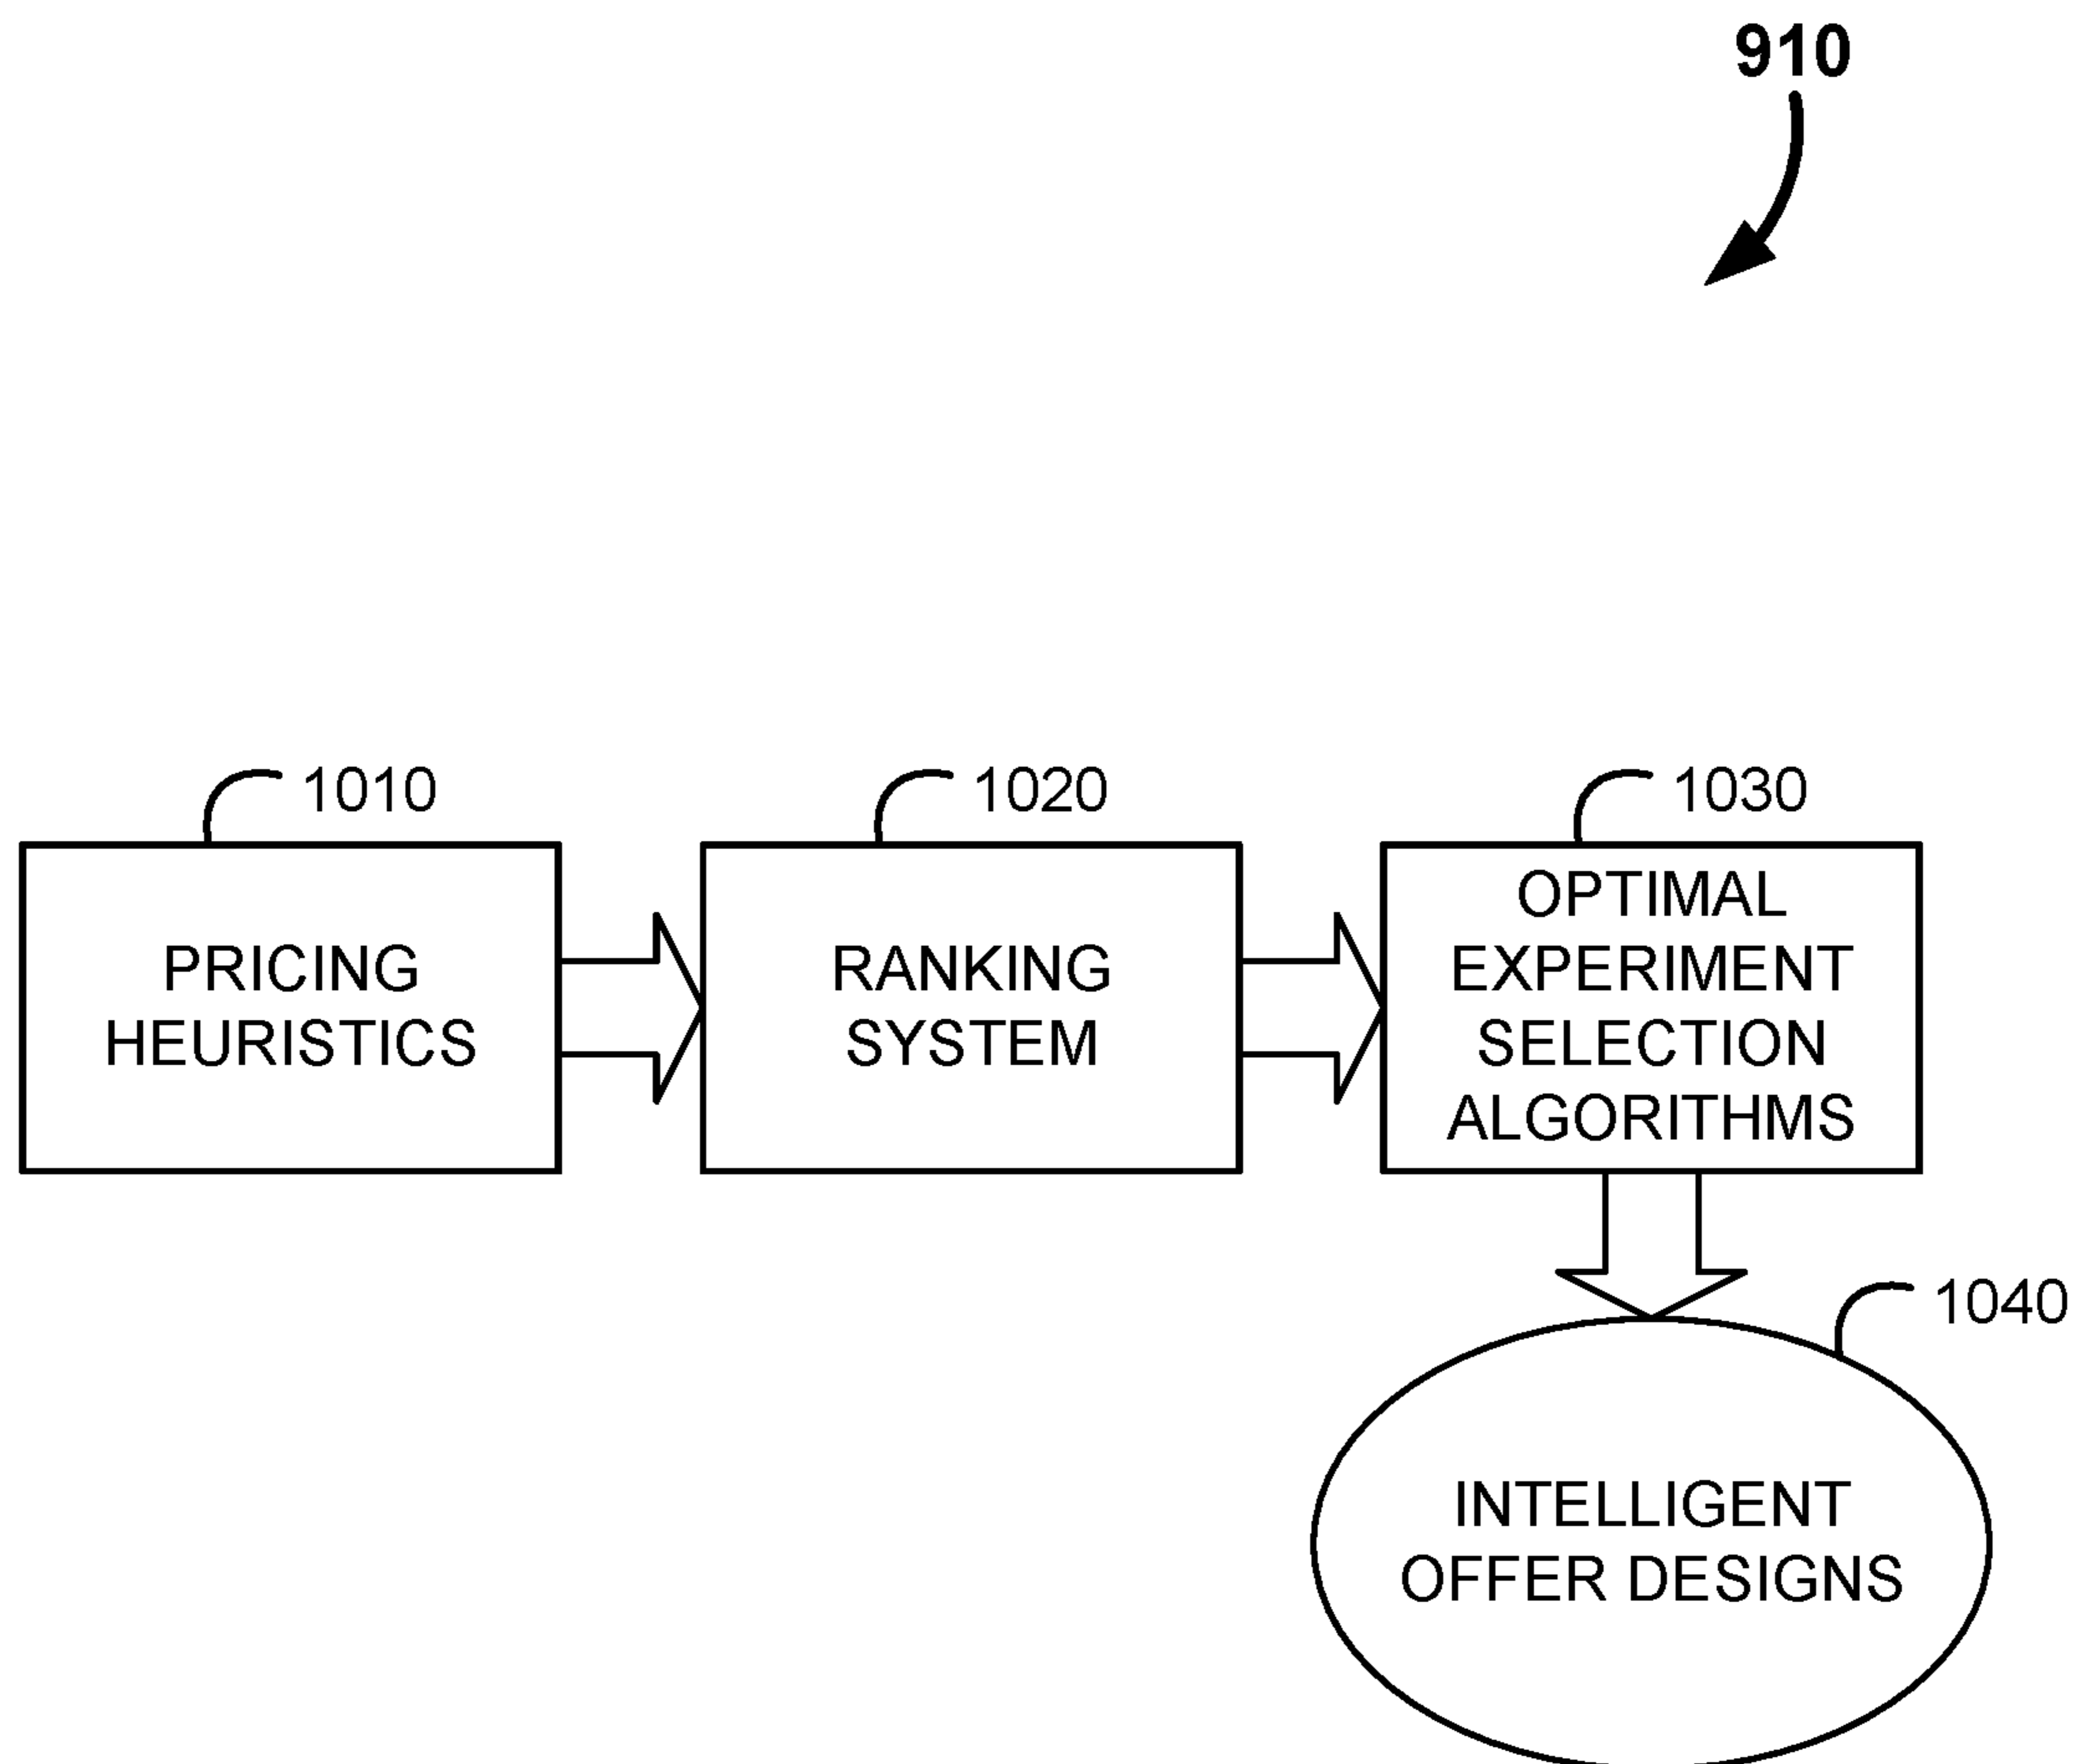 910
1010
1020
1030
PRICING
HEURISTICS
RANKING
SYSTEM
OPTIMAL
EXPERIMENT
SELECTION
ALGORITHMS
1040
INTELLIGENT
OFFER DESIGNS